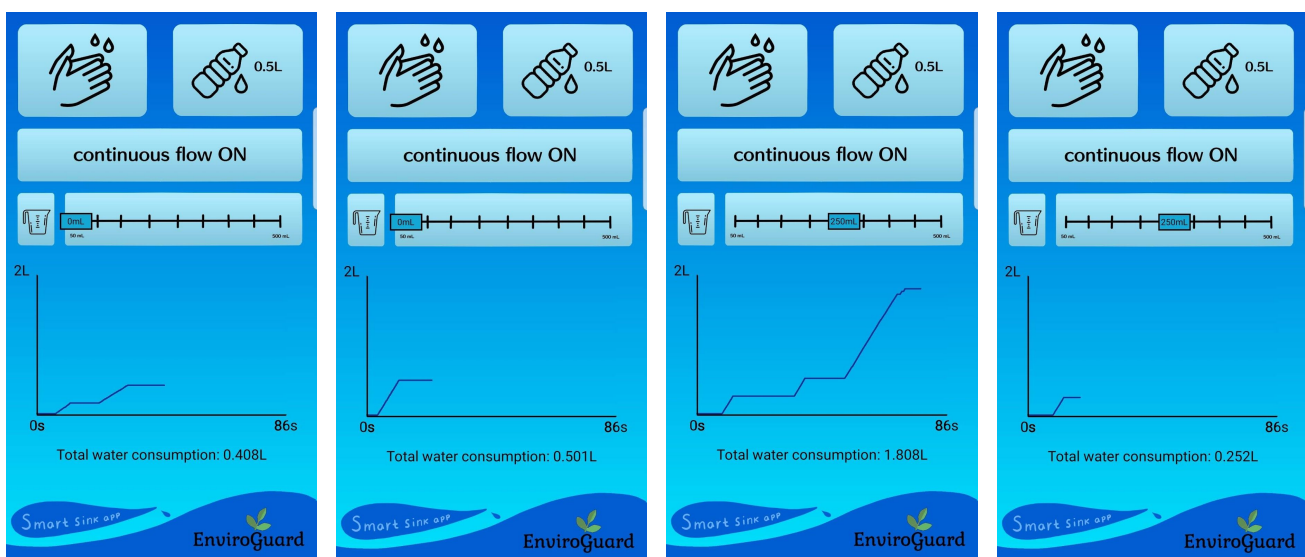 0.5L
continuous flow ON
0mL
50 mL 500 mL
2L
0s 86s
Total water consumption: 0.408L
Smart sink app
EnviroGuard
0.5L
continuous flow ON
0mL
50 mL 500 mL
2L
0s 86s
Total water consumption: 0.501L
Smart sink app
EnviroGuard
0.5L
continuous flow ON
250mL
50 mL 500 mL
2L
0s 86s
Total water consumption: 1.808L
Smart sink app
EnviroGuard
0.5L
continuous flow ON
250mL
50 mL 500 mL
2L
0s 86s
Total water consumption: 0.252L
Smart sink app
EnviroGuard